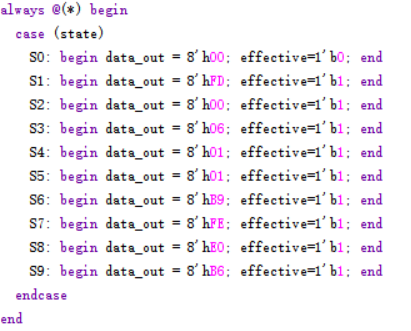 always @(*) begin
case (state)
S0: begin data_out = 8'h00; effective=1'b0; end
S1: begin data_out = 8'hFD; effective=1'b1; end
S2: begin data_out = 8'h00; effective=1'b1; end
S3: begin data_out = 8'h06; effective=1'b1; end
S4: begin data_out = 8'h01; effective=1'b1; end
S5: begin data_out = 8'h01; effective=1'b1; end
S6: begin data_out = 8'hB9; effective=1'b1; end
S7: begin data_out = 8'hFE; effective=1'b1; end
S8: begin data_out = 8'hE0; effective=1'b1; end
S9: begin data_out = 8'hB6; effective=1'b1; end
endcase
end